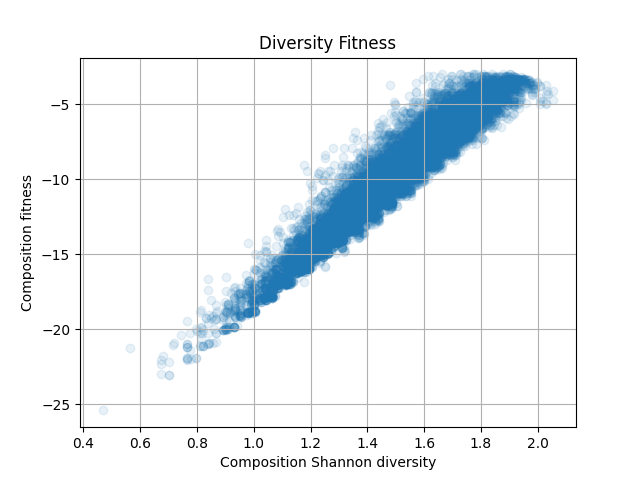 Diversity Fitness
Composition fitness
−5
−10
−15
−20
−25
0.4 0.6 0.8 1.0 1.2 1.4 1.6 1.8 2.0
Composition Shannon diversity